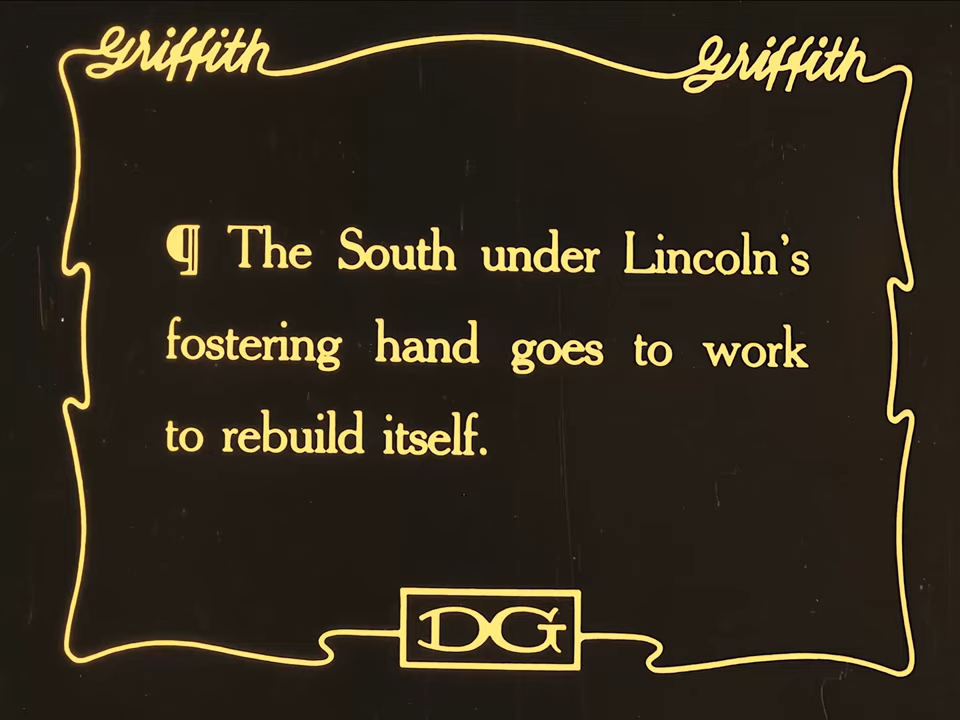 Griffith Griffith
¶ The South under Lincoln's
fostering hand goes to work
to rebuild itself.
DG